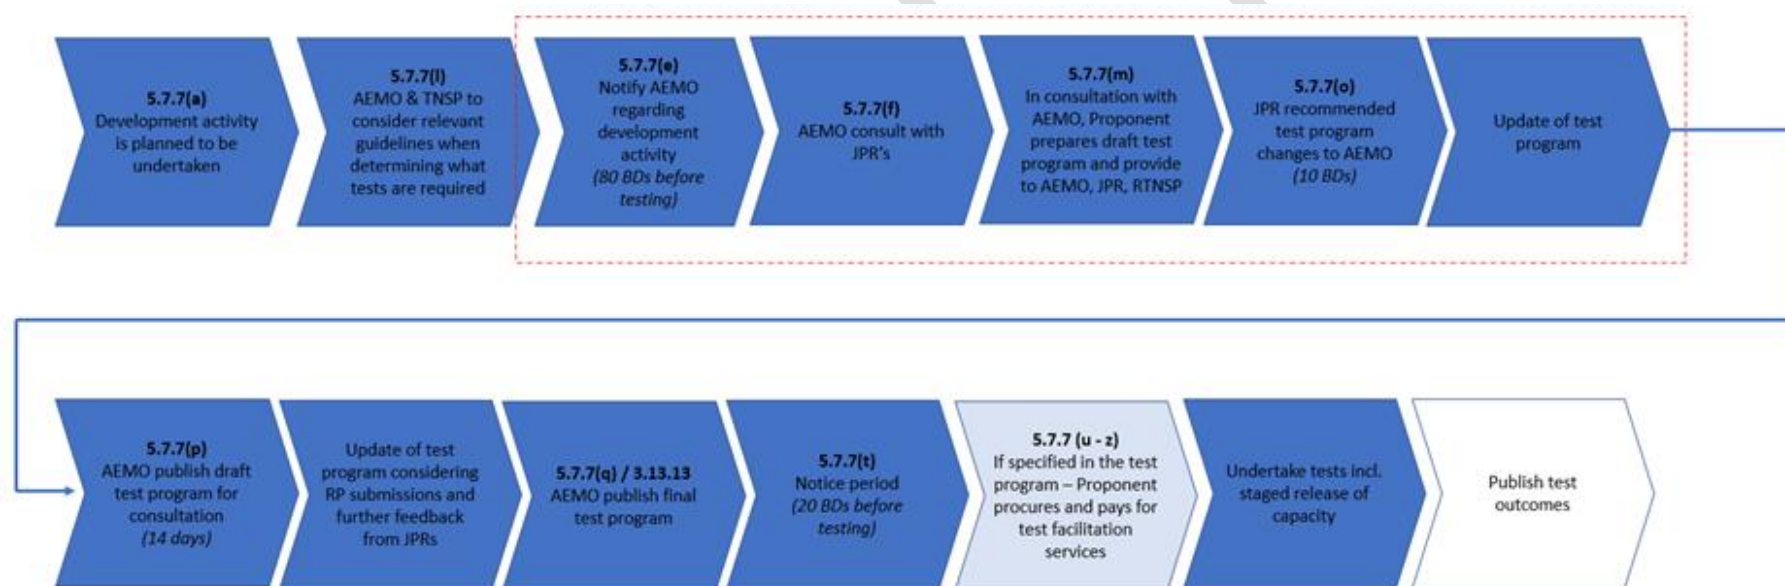 5.7.7(a)
Development activity
is planned to be
undertaken
5.7.7(l)
AEMO & TNSP to
consider relevant
guidelines when
determining what
tests are required
5.7.7(e)
Notify AEMO
regarding
development
activity
(80 BDs before
testing)
5.7.7(f)
AEMO consult with
JPR's
5.7.7(m)
In consultation with
AEMO, Proponent
prepares draft test
program and provide
to AEMO, JPR, RTNSP
5.7.7(o)
JPR recommended
test program
changes to AEMO
(10 BDs)
Update of test
program
5.7.7(p)
AEMO publish draft
test program for
consultation
(14 days)
Update of test
program considering
RP submissions and
further feedback
from JPRs
5.7.7(q) / 3.13.13
AEMO publish final
test program
5.7.7(t)
Notice period
(20 BDs before
testing)
5.7.7 (u - z)
If specified in the test
program – Proponent
procures and pays for
test facilitation
services
Undertake tests incl.
staged release of
capacity
Publish test
outcomes